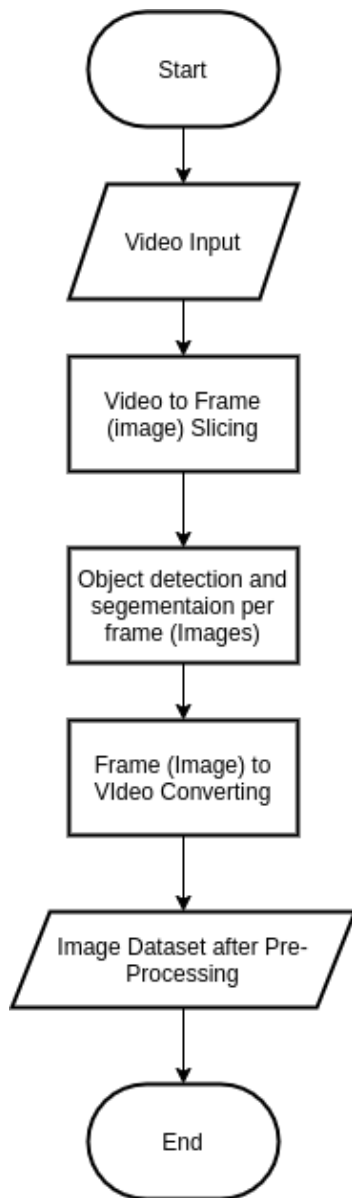 Start
Video Input
Video to Frame
(image) Slicing
Object detection and
segementaion per
frame (Images)
Frame (Image) to
VIdeo Converting
Image Dataset after Pre-
Processing
End